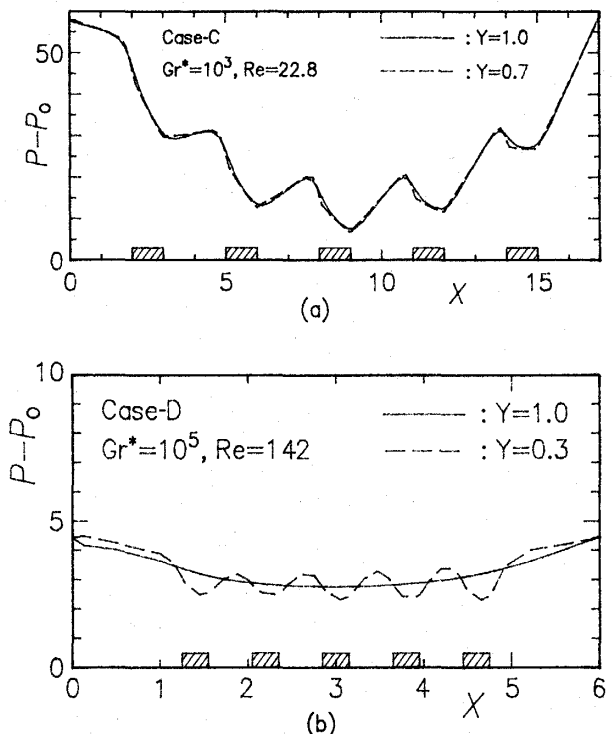 50
Case-C
: Y=1.0
Gr*=10³, Re=22.8
: Y=0.7
P-P₀
0
0
5
10
X
15
(a)
10
Case-D
: Y=1.0
Gr*=10⁵, Re=142
: Y=0.3
P-P₀
5
0
0
1
2
3
4
X
5
6
(b)